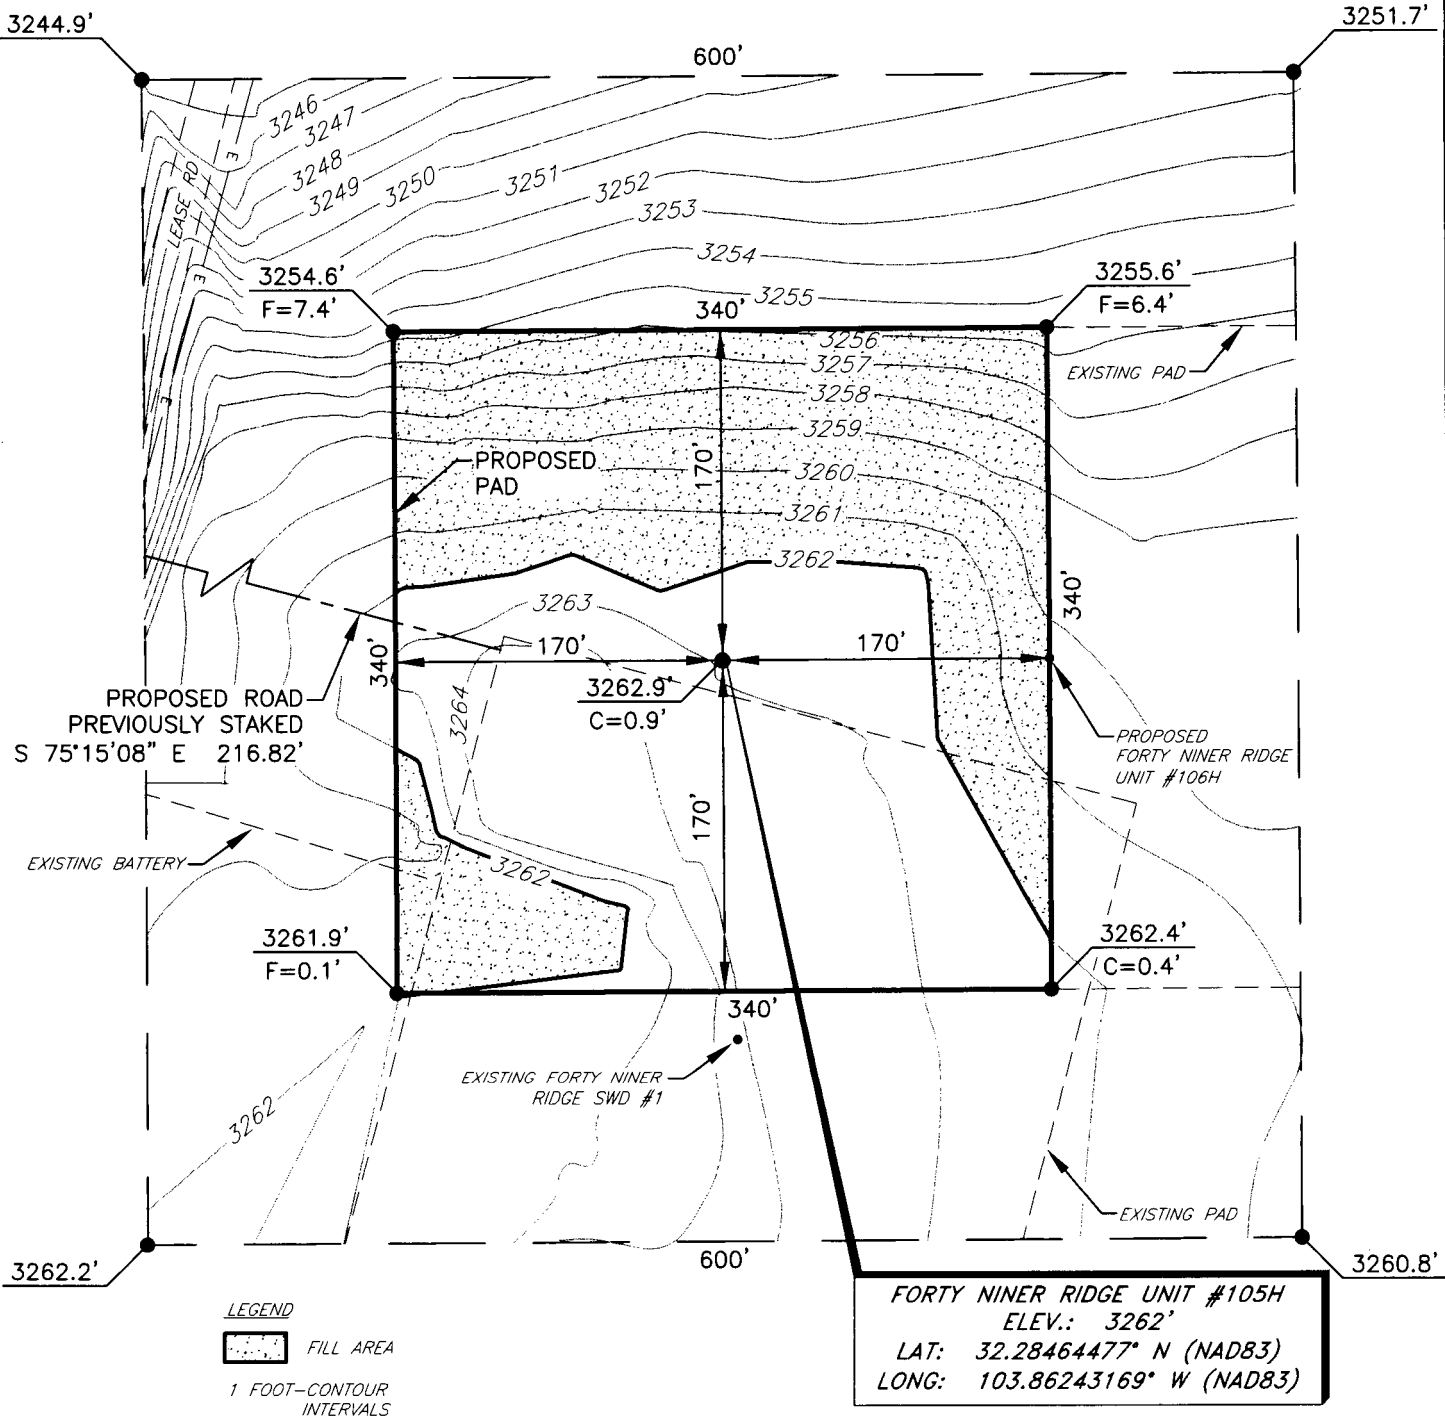 3244.9'
3251.7'
600'
3246
3247
3248
3249
3250
3251
3252
3253
3254
3255
LEASE RD
E
E
E
3254.6'
F=7.4'
3255.6'
F=6.4'
340'
3256
3257
3258
3259
3260
3261
3262
EXISTING PAD
PROPOSED
PAD
170'
3263
340'
170'
170'
340'
3264
3262.9'
C=0.9'
PROPOSED ROAD
PREVIOUSLY STAKED
S 75°15'08" E 216.82'
PROPOSED
FORTY NINER RIDGE
UNIT #106H
170'
EXISTING BATTERY
3262
3261.9'
F=0.1'
3262.4'
C=0.4'
340'
EXISTING FORTY NINER
RIDGE SWD #1
3262
EXISTING PAD
3262.2'
600'
3260.8'
LEGEND
FILL AREA
1 FOOT-CONTOUR
INTERVALS
FORTY NINER RIDGE UNIT #105H
ELEV.: 3262'
LAT: 32.28464477° N (NAD83)
LONG: 103.86243169° W (NAD83)